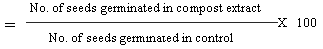 No. of seeds germinated in compost extract
= X 100
No. of seeds germinated in control